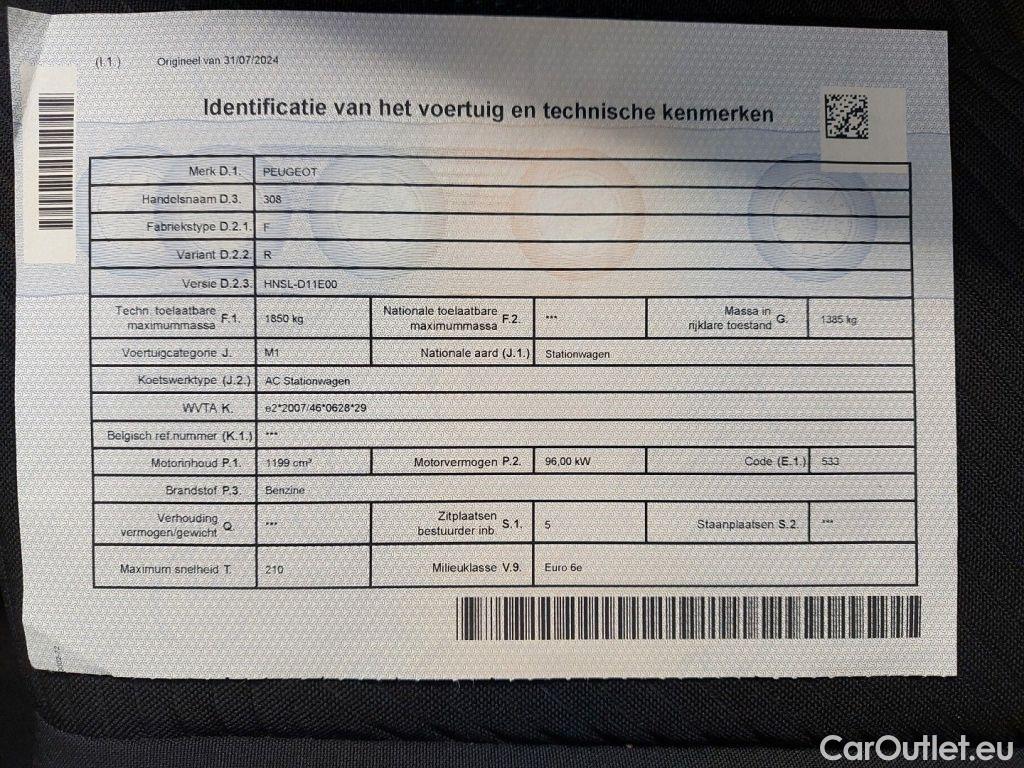 (I.1.) Origineel van 31/07/2024
Identificatie van het voertuig en technische kenmerken
Merk D.1. PEUGEOT
Handelsnaam D.3. 308
Fabriekstype D.2.1. F
Variant D.2.2. R
Versie D.2.3. HNSL-D11E00
Techn. toelaatbare maximummassa F.1. 1850 kg Nationale toelaatbare maximummassa F.2. *** Massa in rijklare toestand G. 1385 kg
Voertuigcategorie J. M1 Nationale aard (J.1.) Stationwagen
Koetswerktype (J.2.) AC Stationwagen
WVTA K. e2*2007/46*0628*29
Belgisch ref.nummer (K.1.) ***
Motorinhoud P.1. 1199 cm³ Motorvermogen P.2. 96,00 kW Code (E.1.) 533
Brandstof P.3. Benzine
Verhouding vermogen/gewicht Q. *** Zitplaatsen bestuurder inb. S.1. 5 Staanplaatsen S.2. ***
Maximum snelheid T. 210 Milieuklasse V.9. Euro 6e
CarOutlet.eu